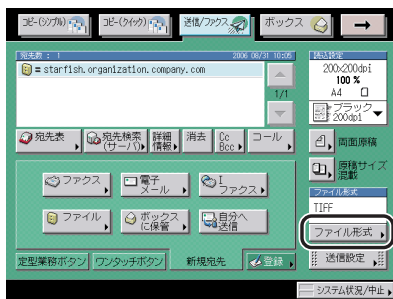 コピー(シンプル)
コピー(クイック)
送信/ファクス
ボックス
宛先数 : 1
2006 08/31 10:05
= starfish.organization.company.com
1/1
読込設定
200×200dpi
100 %
A4
ブラック
200dpi
宛先表
宛先検索
(サーバ)
詳細
情報
消去
Cc
Bcc
コール
両面原稿
原稿サイズ
混載
ファクス
電子
メール
I
ファクス
ファイル
ボックス
に保管
自分へ
送信
ファイル形式
TIFF
ファイル形式
定型業務ボタン
ワンタッチボタン
新規宛先
登録
送信設定
システム状況/中止